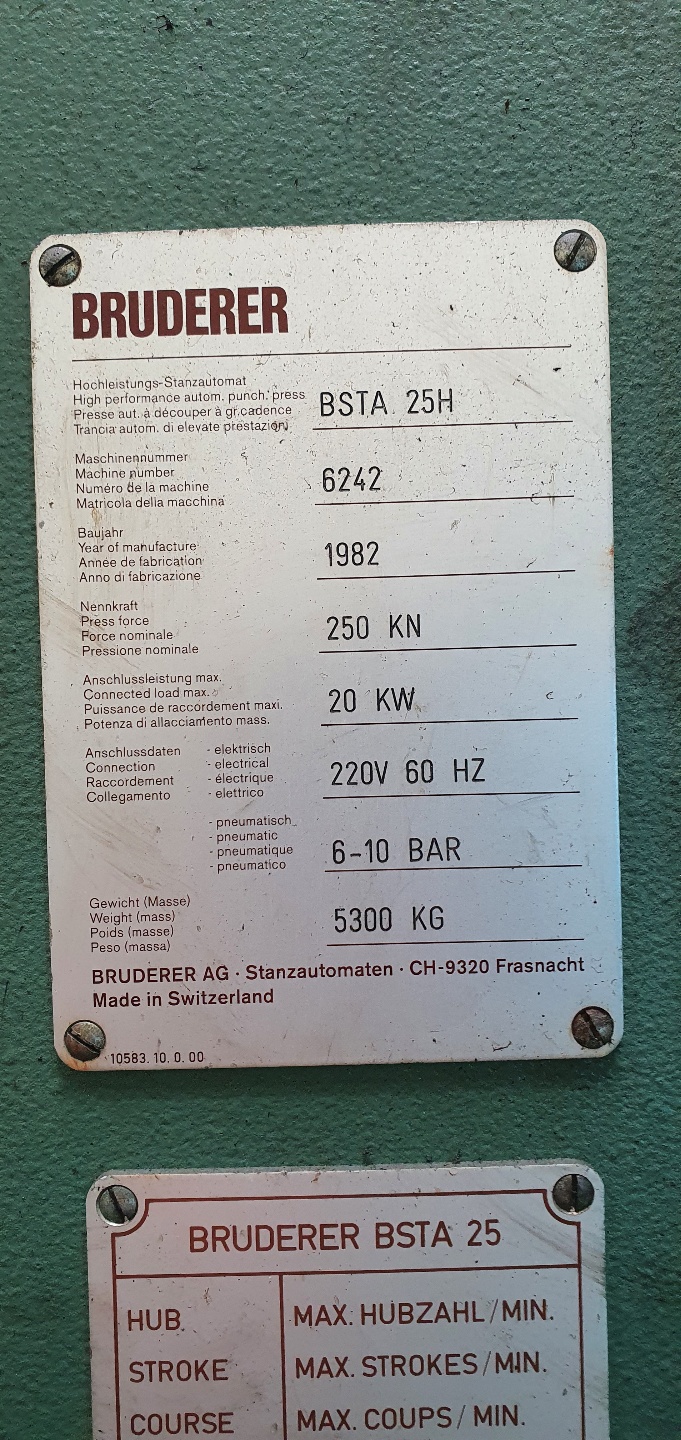 BRUDERER
Hochleistungs-Stanzautomat
High performance autom. punch. press
Presse aut. à découper à gr. cadence
Trancia autom. di elevate prestazioni
BSTA 25H
Maschinennummer
Machine number
Numéro de la machine
Matricola della macchina
6242
Baujahr
Year of manufacture
Année de fabrication
Anno di fabricazione
1982
Nennkraft
Press force
Force nominale
Pressione nominale
250 KN
Anschlussleistung max.
Connected load max.
Puissance de raccordement maxi.
Potenza di allacciamento mass.
20 KW
Anschlussdaten - elektrisch
Connection - electrical
Raccordement - électrique
Collegamento - elettrico
220V 60 HZ
- pneumatisch
- pneumatic
- pneumatique
- pneumatico
6-10 BAR
Gewicht (Masse)
Weight (mass)
Poids (masse)
Peso (massa)
5300 KG
BRUDERER AG · Stanzautomaten · CH-9320 Frasnacht
Made in Switzerland
10583. 10. 0. 00
BRUDERER BSTA 25
HUB MAX. HUBZAHL/MIN.
STROKE MAX. STROKES/MIN.
COURSE MAX. COUPS/MIN.